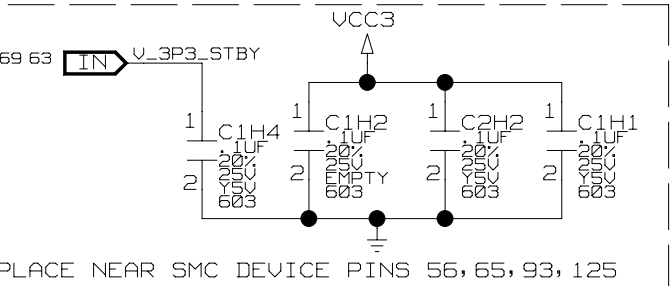 VCC3
69 63 IN V_3P3_STBY
1 C1H4 .1UF 20% 25V Y5V 603 2
1 C1H2 .1UF 20% 25V EMPTY 603 2
1 C2H2 .1UF 20% 25V Y5V 603 2
1 C1H1 .1UF 20% 25V Y5V 603 2
PLACE NEAR SMC DEVICE PINS 56,65,93,125